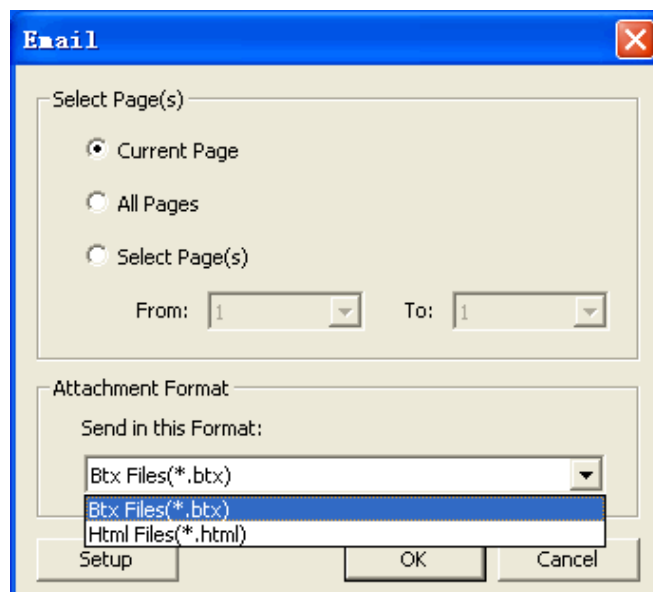 Email
Select Page(s)
Current Page
All Pages
Select Page(s)
From: 1 To: 1
Attachment Format
Send in this Format:
Btx Files(*.btx)
Btx Files(*.btx)
Html Files(*.html)
Setup OK Cancel